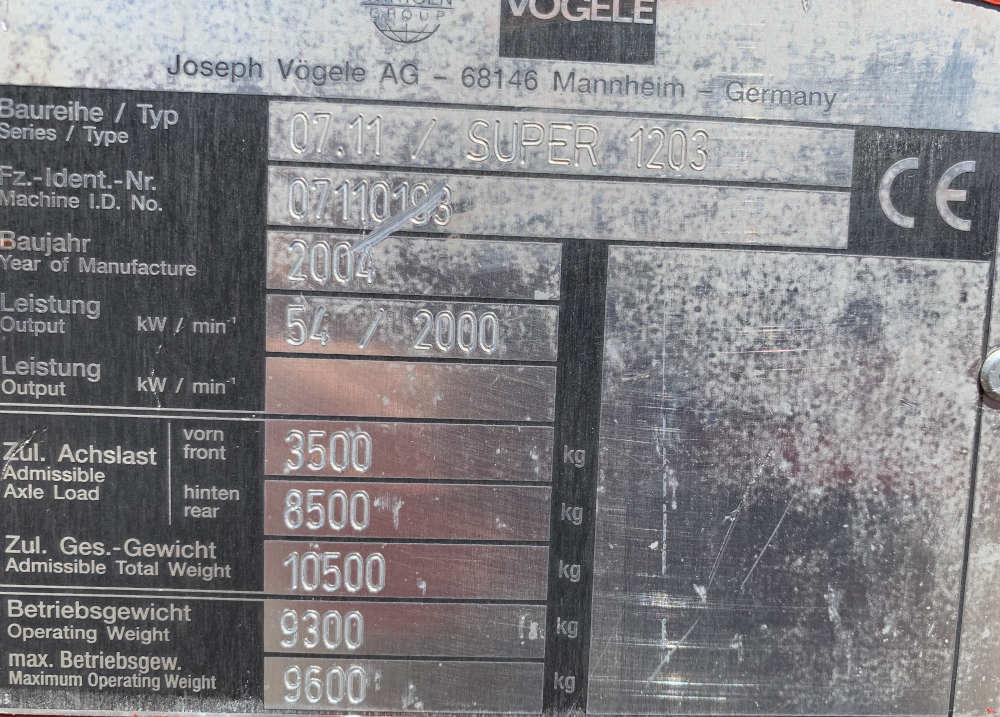 GROUP
VÖGELE
Joseph Vögele AG – 68146 Mannheim – Germany
Baureihe / Typ
Series / Type
07.11 / SUPER 1203
Fz.-Ident.-Nr.
Machine I.D. No.
07110193
CE
Baujahr
Year of Manufacture
2004
Leistung
Output kW / min⁻¹
54 / 2000
Leistung
Output kW / min⁻¹
Zul. Achslast
Admissible
Axle Load
vorn
front
3500 kg
hinten
rear
8500 kg
Zul. Ges.-Gewicht
Admissible Total Weight
10500 kg
Betriebsgewicht
Operating Weight
9300 kg
max. Betriebsgew.
Maximum Operating Weight
9600 kg